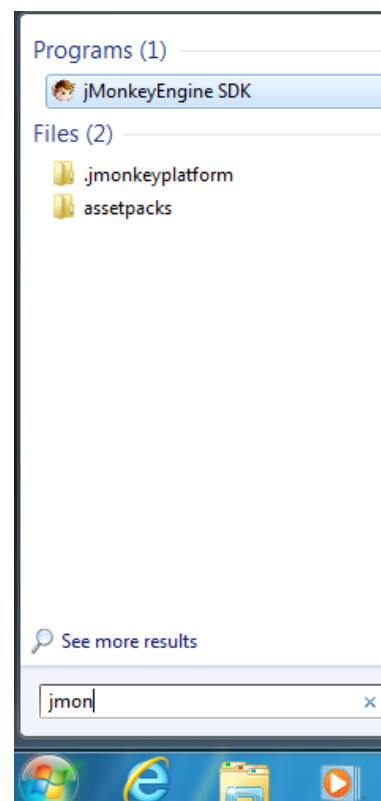 Programs (1)
jMonkeyEngine SDK
Files (2)
.jmonkeyplatform
assetpacks
See more results
jmon